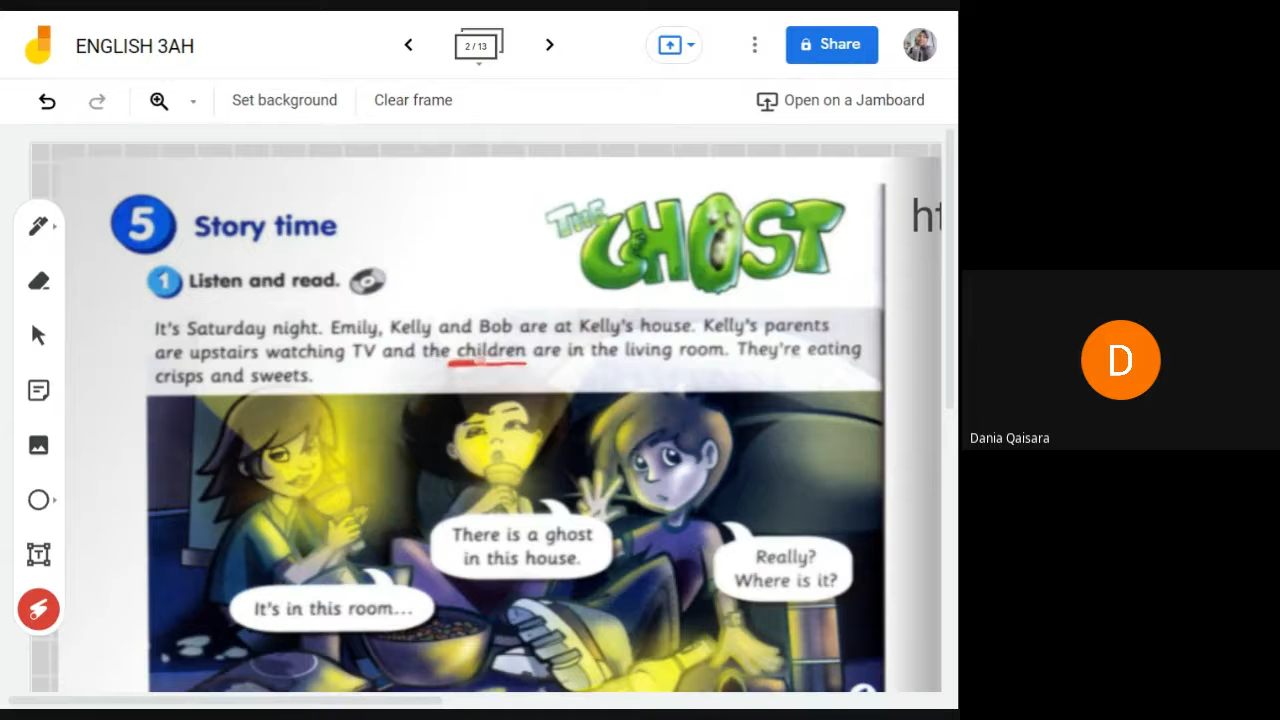 ENGLISH 3AH
2 / 13
Share
Set background
Clear frame
Open on a Jamboard
5
Story time
THE GHOST
1
Listen and read.
It's Saturday night. Emily, Kelly and Bob are at Kelly's house. Kelly's parents
are upstairs watching TV and the children are in the living room. They're eating
crisps and sweets.
There is a ghost
in this house.
Really?
Where is it?
It's in this room...
ht
D
Dania Qaisara